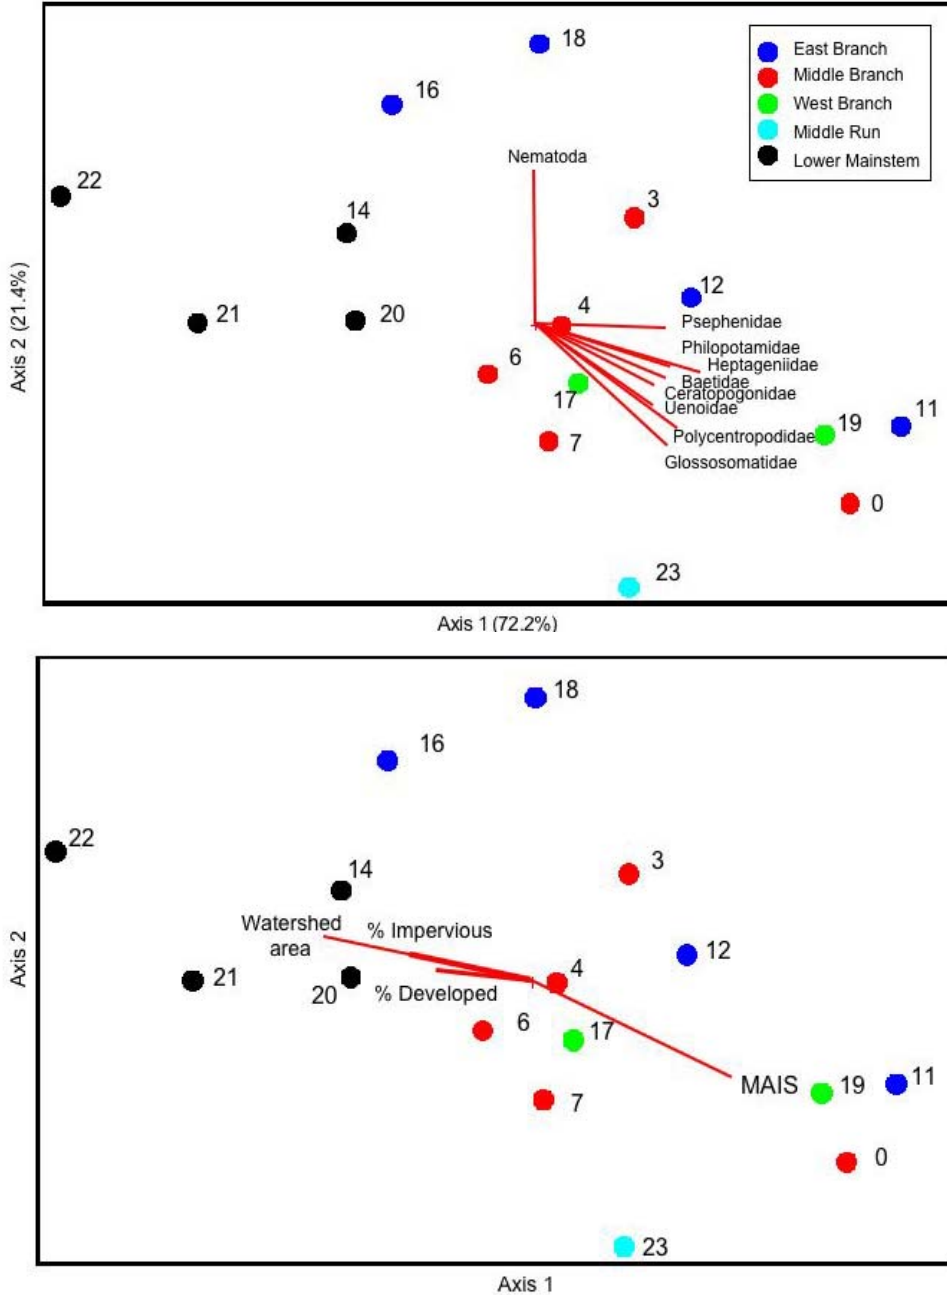 18
16
East Branch
Middle Branch
West Branch
Middle Run
Lower Mainstem
Nematoda
22
14
3
12
4
21
20
Psephenidae
Philopotamidae
6
Heptageniidae
Baetidae
Ceratopogonidae
17
Uenoidae
19
11
7
Polycentropodidae
Glossosomatidae
0
23
Axis 2 (21.4%)
Axis 1 (72.2%)
18
16
22
14
3
Watershed
area
% Impervious
12
4
21
20
% Developed
6
17
MAIS
19
11
7
0
23
Axis 2
Axis 1